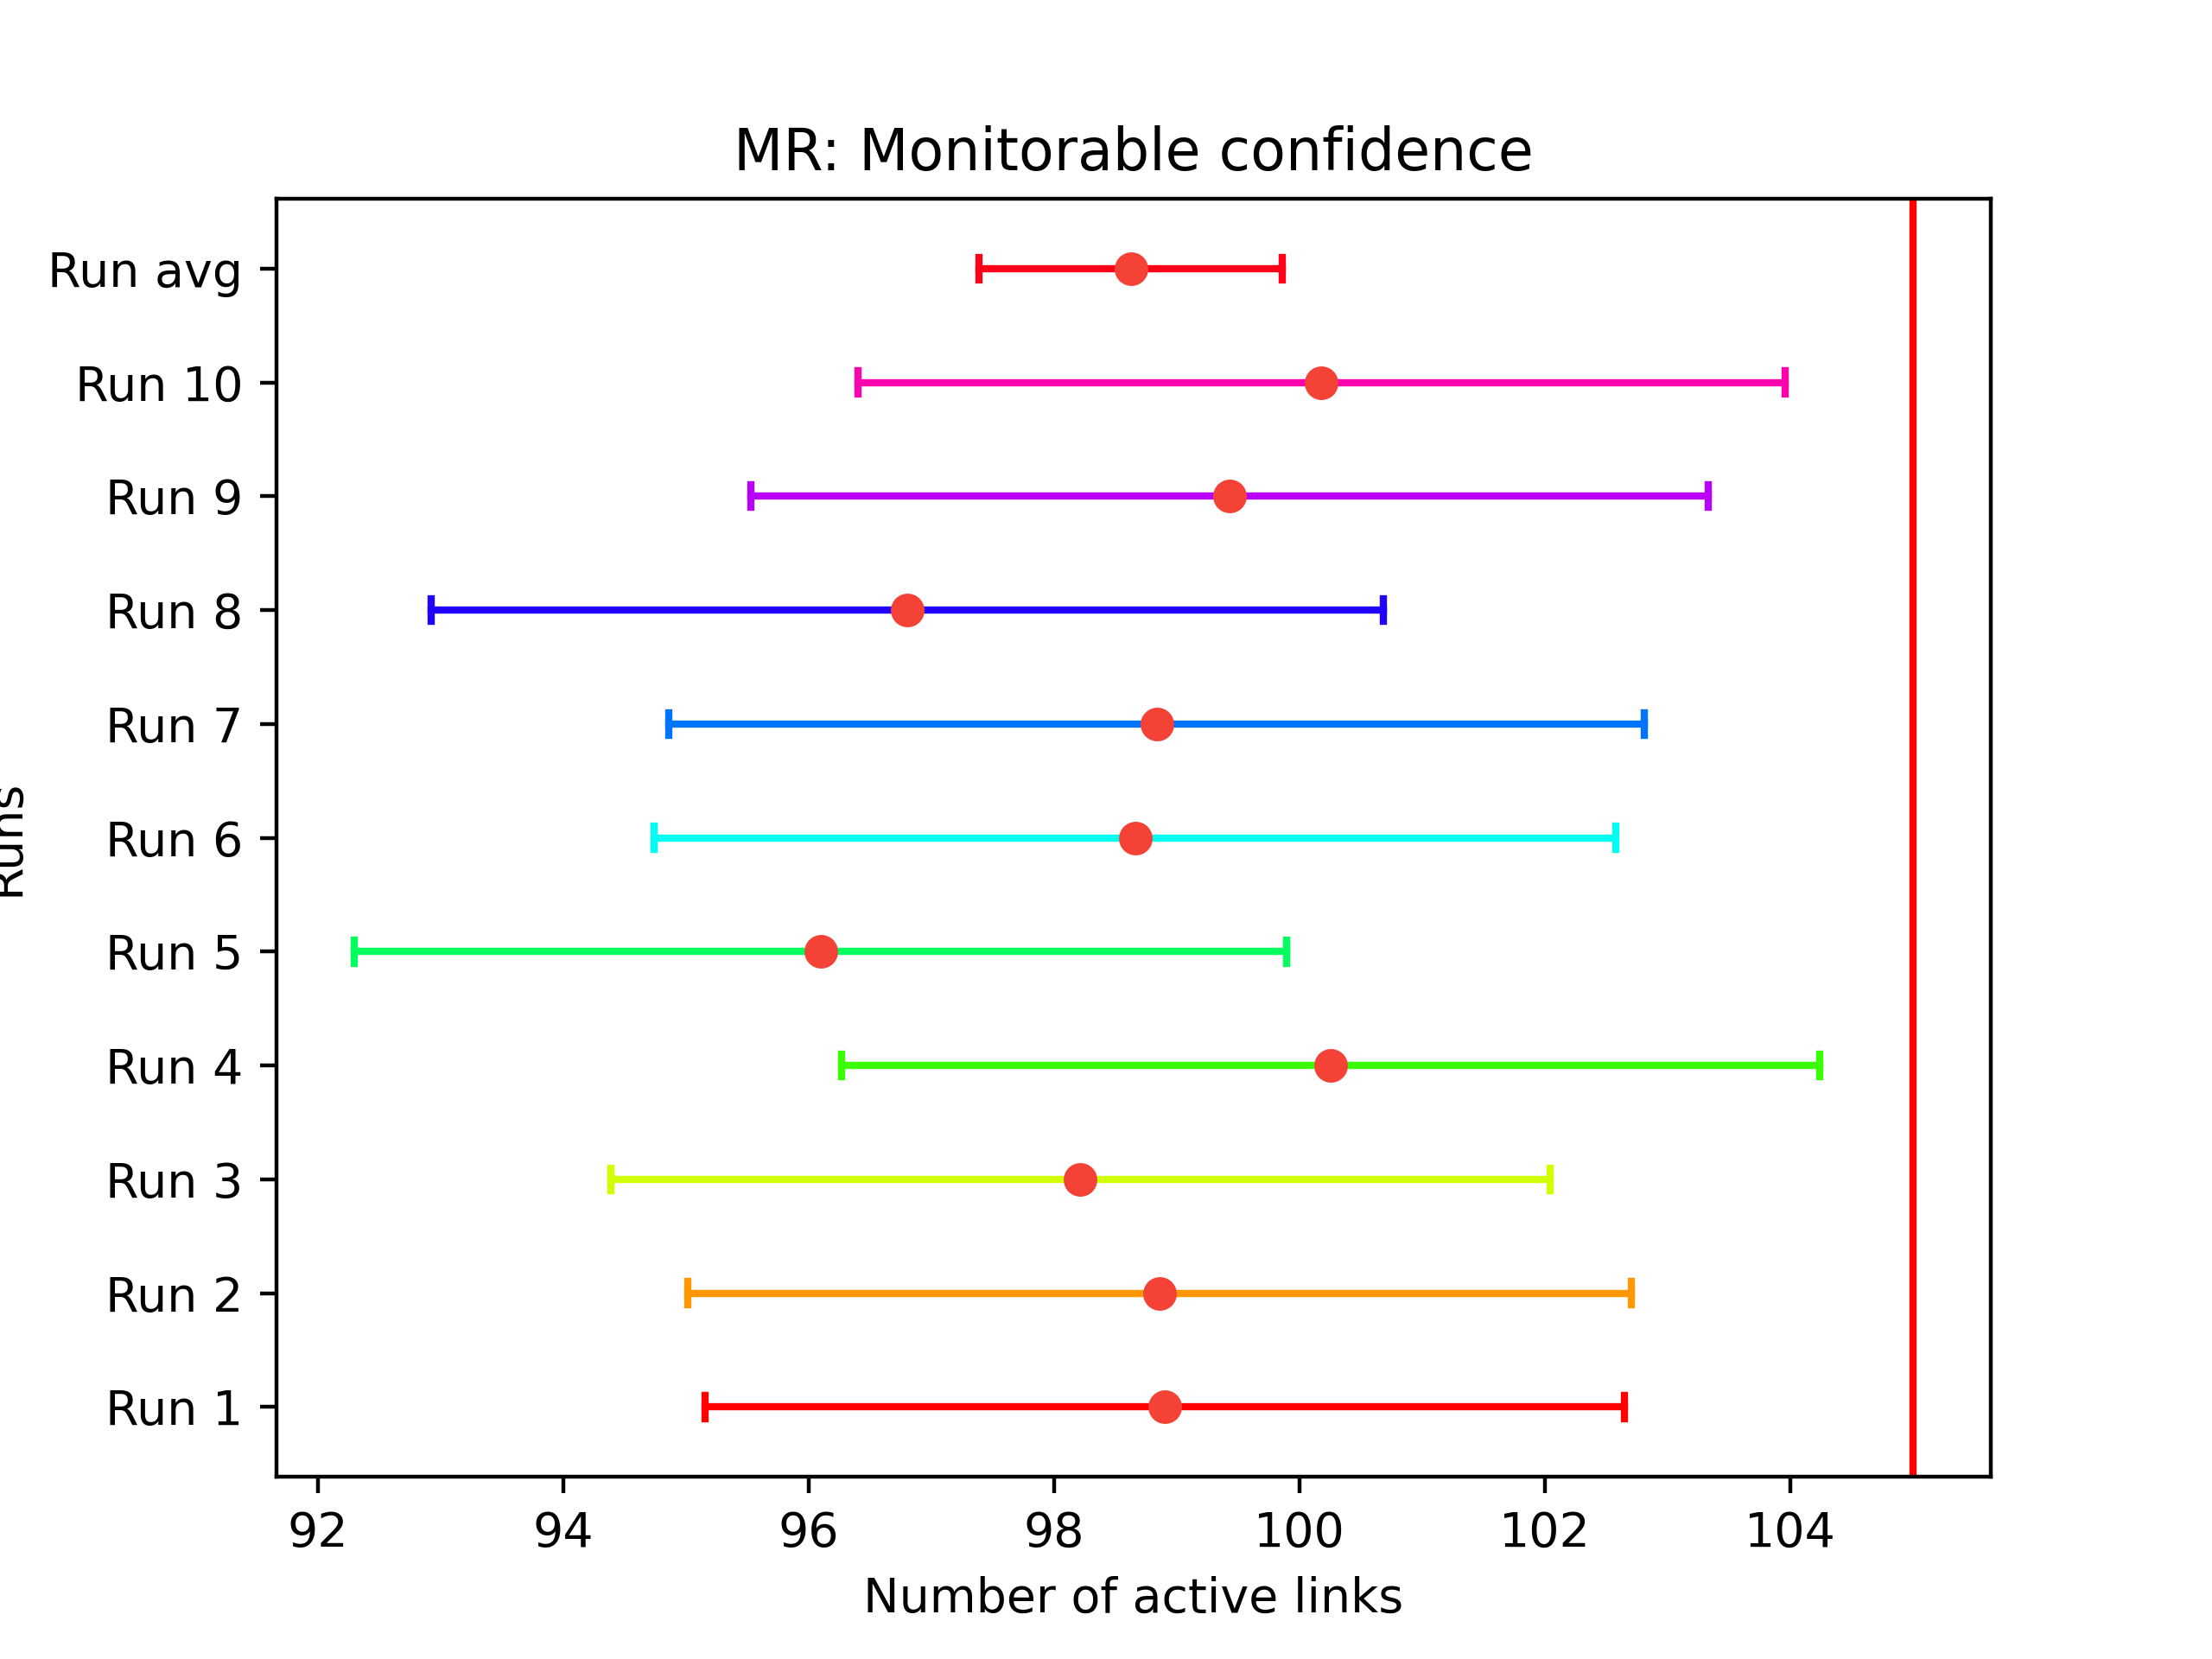 MR: Monitorable confidence
Run avg
Run 10
Run 9
Run 8
Run 7
Run 6
Runs
Run 5
Run 4
Run 3
Run 2
Run 1
92 94 96 98 100 102 104
Number of active links